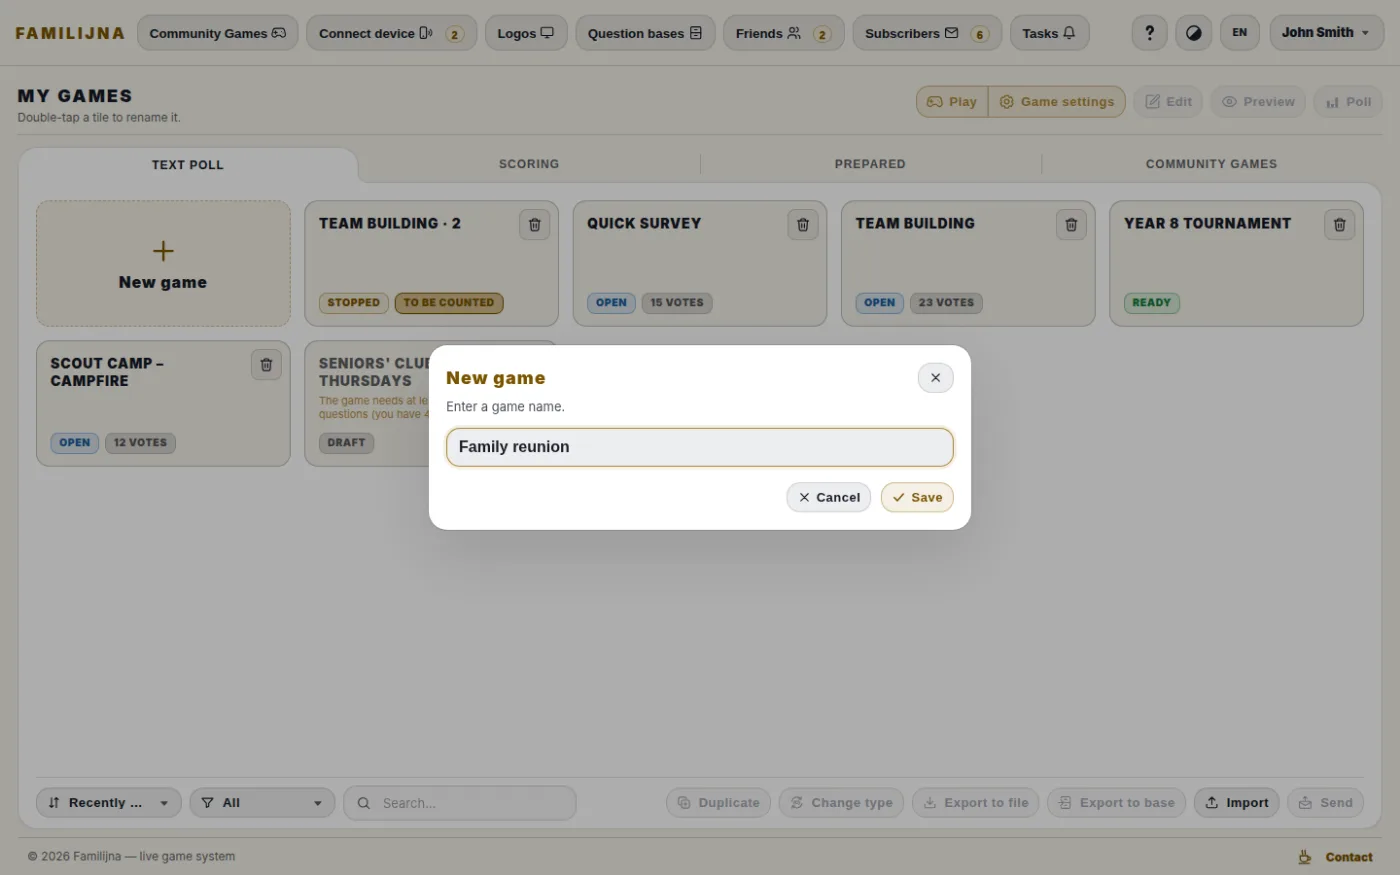 FAMILIJNA
Community Games
Connect device 2
Logos
Question bases
Friends 2
Subscribers 6
Tasks
?
EN
John Smith
MY GAMES
Double-tap a tile to rename it.
Play
Game settings
Edit
Preview
Poll
TEXT POLL
SCORING
PREPARED
COMMUNITY GAMES
New game
TEAM BUILDING · 2
STOPPED
TO BE COUNTED
QUICK SURVEY
OPEN
15 VOTES
TEAM BUILDING
OPEN
23 VOTES
YEAR 8 TOURNAMENT
READY
SCOUT CAMP –
CAMPFIRE
OPEN
12 VOTES
SENIORS'
THURSDAYS
The game needs at
questions (you have
DRAFT
New game
Enter a game name.
Family reunion
Cancel
Save
Recently ...
All
Search...
Duplicate
Change type
Export to file
Export to base
Import
Send
© 2026 Familijna — live game system
Contact